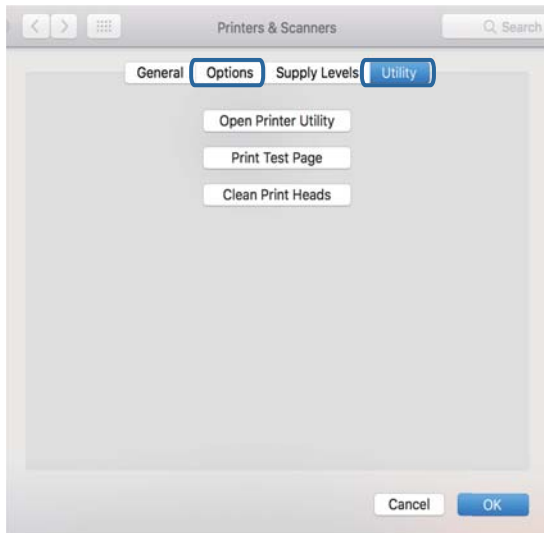 Printers & Scanners Search
General Options Supply Levels Utility
Open Printer Utility
Print Test Page
Clean Print Heads
Cancel OK